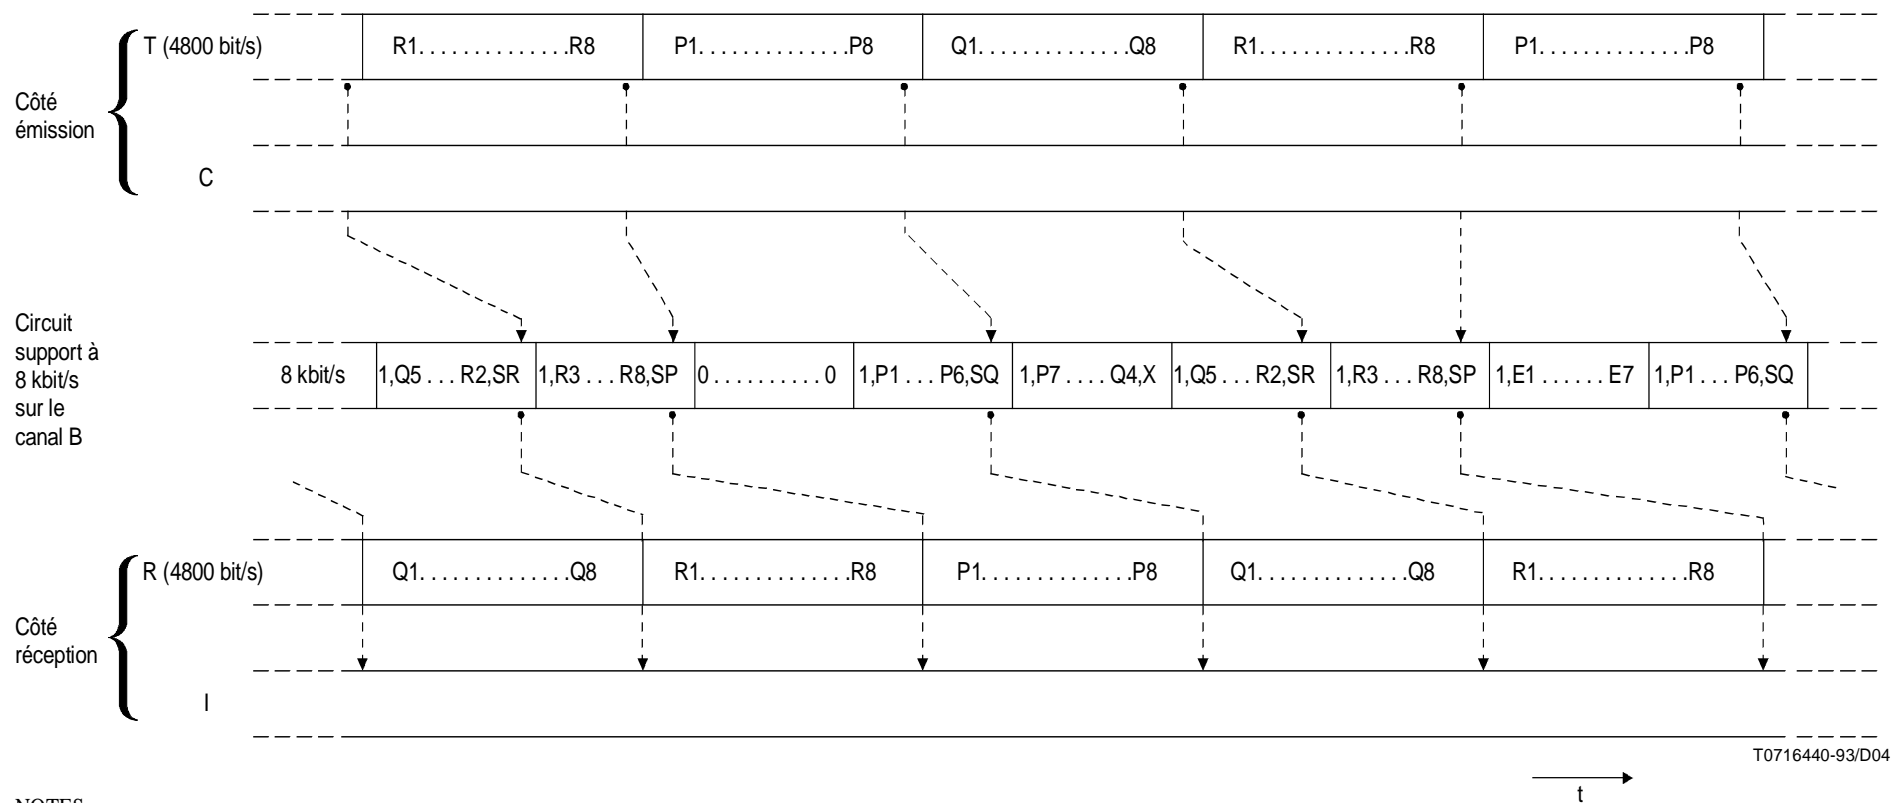 T (4800 bit/s)
R1. . . . . . . . . . . . .R8
P1. . . . . . . . . . . . .P8
Q1. . . . . . . . . . . . .Q8
R1. . . . . . . . . . . . .R8
P1. . . . . . . . . . . . .P8
Côté
émission
C
Circuit
support à
8 kbit/s
sur le
canal B
8 kbit/s
1,Q5 . . . R2,SR
1,R3 . . . R8,SP
0 . . . . . . . . . . 0
1,P1 . . . P6,SQ
1,P7 . . . . Q4,X
1,Q5 . . . R2,SR
1,R3 . . . R8,SP
1,E1 . . . . . . E7
1,P1 . . . P6,SQ
R (4800 bit/s)
Q1. . . . . . . . . . . . .Q8
R1. . . . . . . . . . . . .R8
P1. . . . . . . . . . . . .P8
Q1. . . . . . . . . . . . .Q8
R1. . . . . . . . . . . . .R8
Côté
réception
I
T0716440-93/D04
t
NOTES